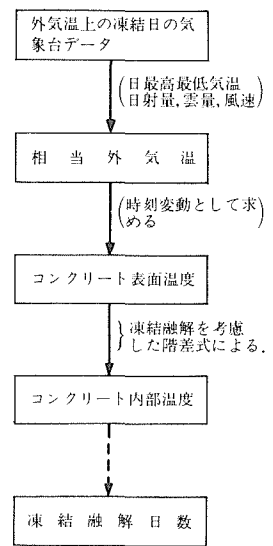 外気温上の凍結日の気
象台データ
(日最高最低気温
日射量,雲量,風速)
相当外気温
(時刻変動として求
める)
コンクリート表面温度
}凍結融解を考慮
した階差式による.
コンクリート内部温度
凍結融解日数